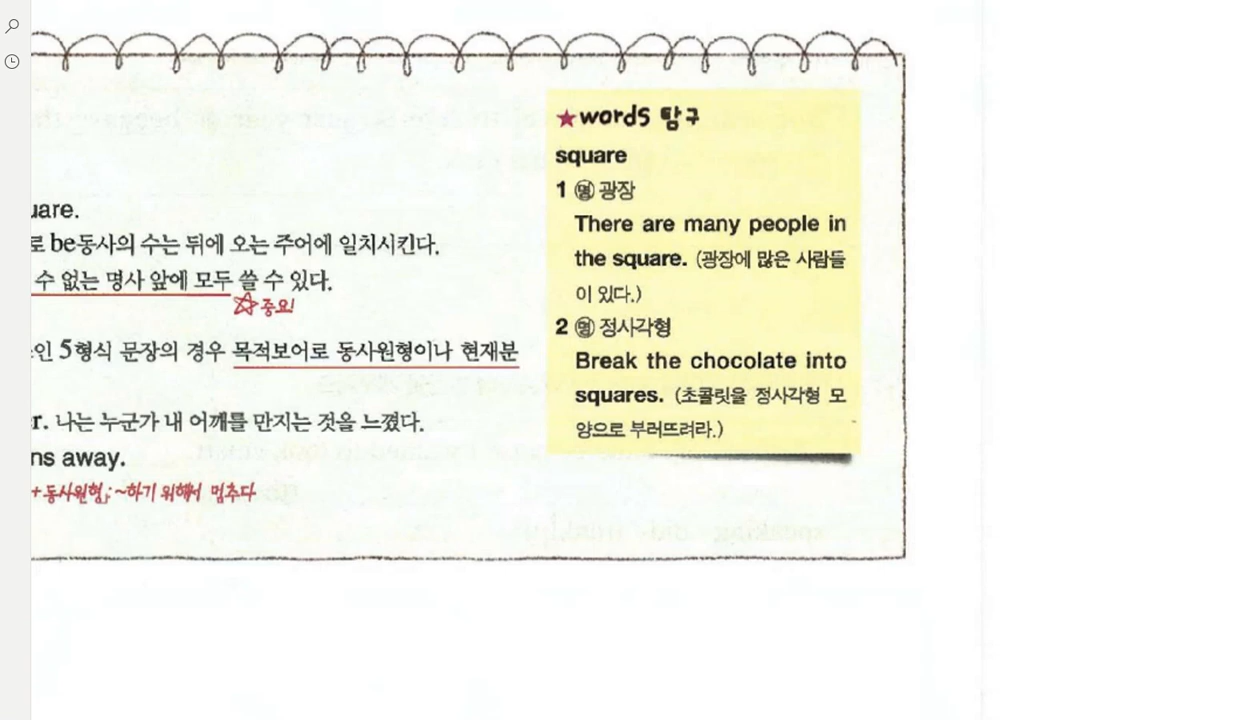 uare.
로 be동사의 수는 뒤에 오는 주어에 일치시킨다.
수 없는 명사 앞에 모두 쓸 수 있다.
☆중요!
인 5형식 문장의 경우 목적보어로 동사원형이나 현재분
r. 나는 누군가 내 어깨를 만지는 것을 느꼈다.
ns away.
+동사원형; ~하기 위해서 멈추다
★words 탐구
square
1 명 광장
There are many people in
the square. (광장에 많은 사람들
이 있다.)
2 명 정사각형
Break the chocolate into
squares. (초콜릿을 정사각형 모
양으로 부러뜨려라.)